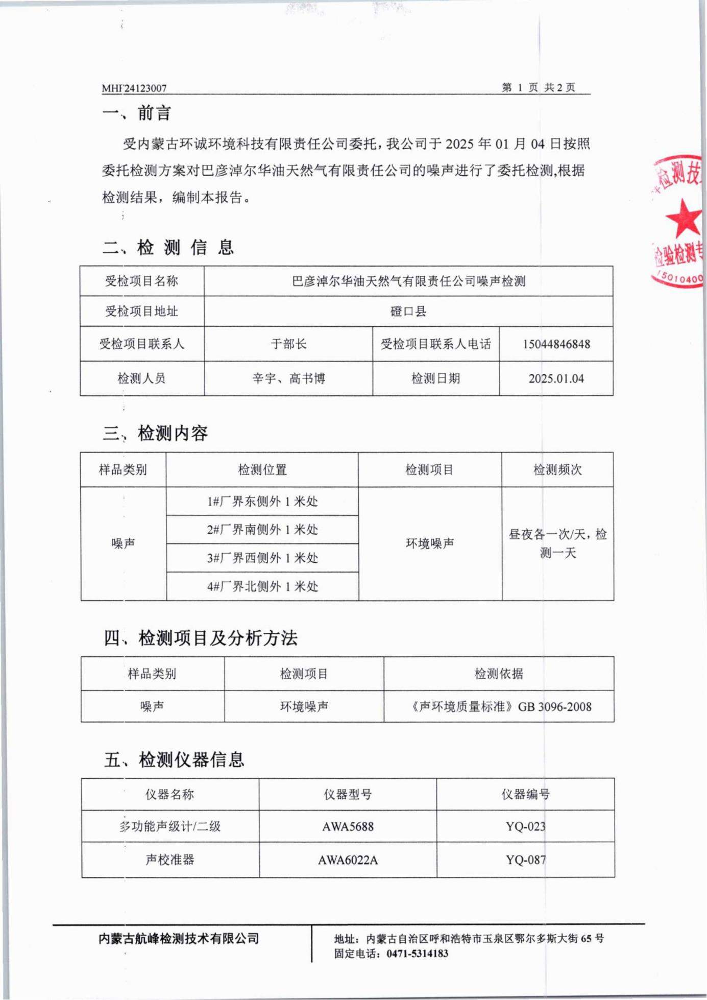 MHF24123007 第 1 页 共2页
一、前言
受内蒙古环诚环境科技有限责任公司委托,我公司于 2025 年 01 月 04 日按照
委托检测方案对巴彦淖尔华油天然气有限责任公司的噪声进行了委托检测,根据
检测结果，编制本报告。
二、检 测 信 息
受检项目名称 巴彦淖尔华油天然气有限责任公司噪声检测
受检项目地址 磴口县
受检项目联系人 于部长 受检项目联系人电话 15044846848
检测人员 辛宇、高书博 检测日期 2025.01.04
三、检测内容
样品类别 检测位置 检测项目 检测频次
噪声 1#厂界东侧外 1 米处 环境噪声 昼夜各一次/天，检
测一天
2#厂界南侧外 1 米处
3#厂界西侧外 1 米处
4#厂界北侧外 1 米处
四、检测项目及分析方法
样品类别 检测项目 检测依据
噪声 环境噪声 《声环境质量标准》GB 3096-2008
五、检测仪器信息
仪器名称 仪器型号 仪器编号
多功能声级计/二级 AWA5688 YQ-023
声校准器 AWA6022A YQ-087
内蒙古航峰检测技术有限公司
地址：内蒙古自治区呼和浩特市玉泉区鄂尔多斯大街 65 号
固定电话：0471-5314183
检测技
检验检测专
15010400